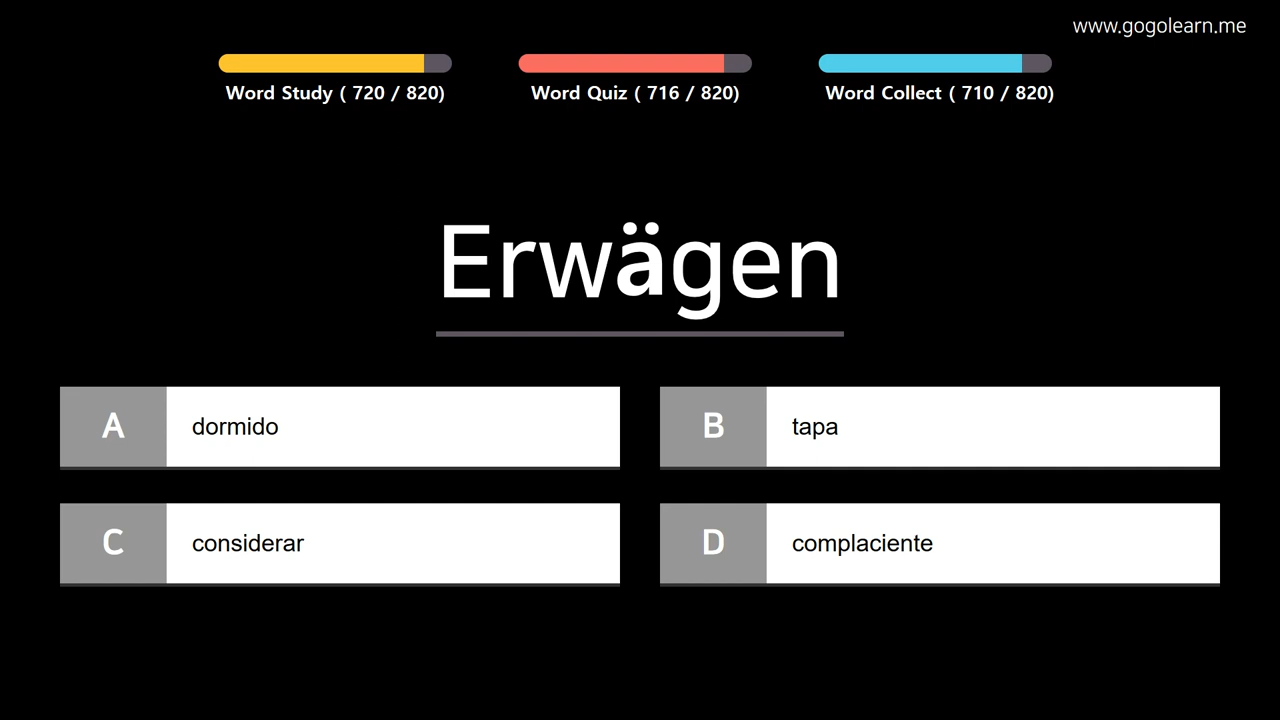 www.gogolearn.me
Word Study ( 720 / 820)
Word Quiz ( 716 / 820)
Word Collect ( 710 / 820)
Erwägen
A dormido
B tapa
C considerar
D complaciente